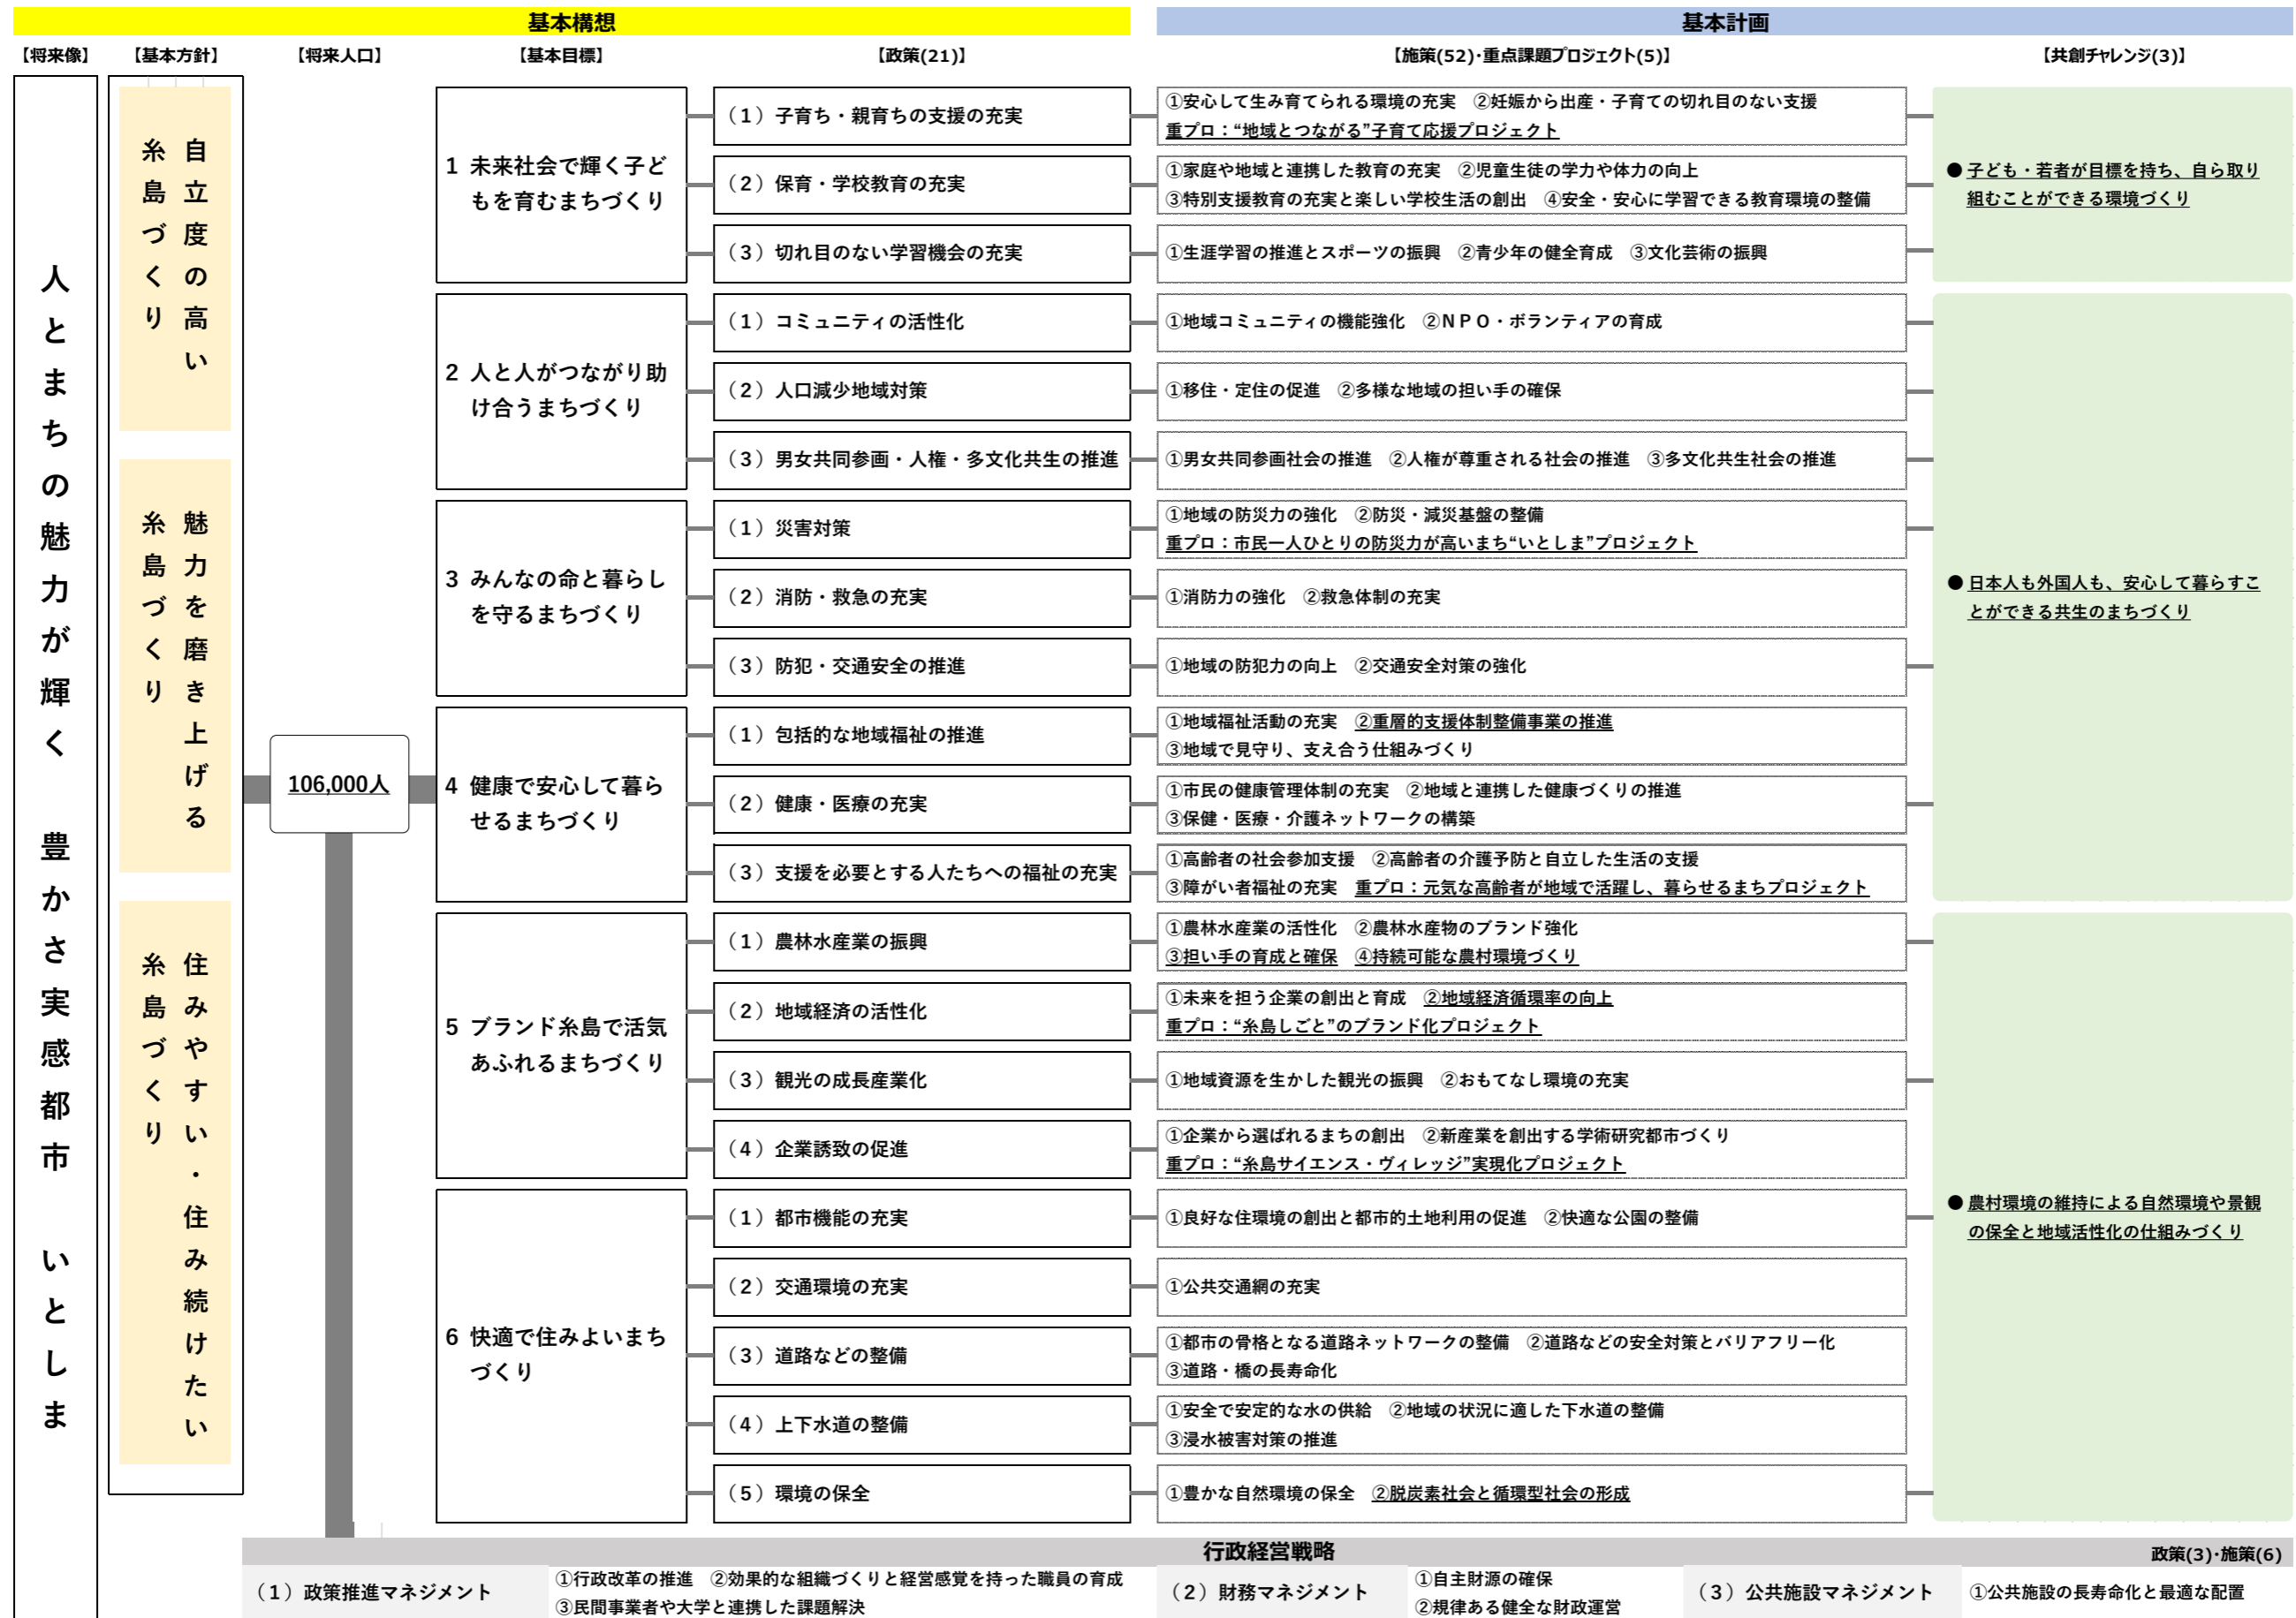 基本構想
基本計画
【将来像】
【基本方針】
【将来人口】
【基本目標】
【政策(21)】
【施策(52)･重点課題プロジェクト(5)】
【共創チャレンジ(3)】
人とまちの魅力が輝く　豊かさ実感都市　いとしま
自立度の高い
糸島づくり
魅力を磨き上げる
糸島づくり
住みやすい・住み続けたい
糸島づくり
106,000人
1 未来社会で輝く子ど
もを育むまちづくり
（1）子育ち・親育ちの支援の充実
①安心して生み育てられる環境の充実　②妊娠から出産・子育ての切れ目のない支援
重プロ：“地域とつながる”子育て応援プロジェクト
（2）保育・学校教育の充実
①家庭や地域と連携した教育の充実　②児童生徒の学力や体力の向上
③特別支援教育の充実と楽しい学校生活の創出　④安全・安心に学習できる教育環境の整備
（3）切れ目のない学習機会の充実
①生涯学習の推進とスポーツの振興　②青少年の健全育成　③文化芸術の振興
● 子ども・若者が目標を持ち、自ら取り
組むことができる環境づくり
2 人と人がつながり助
け合うまちづくり
（1）コミュニティの活性化
①地域コミュニティの機能強化　②ＮＰＯ・ボランティアの育成
（2）人口減少地域対策
①移住・定住の促進　②多様な地域の担い手の確保
（3）男女共同参画・人権・多文化共生の推進
①男女共同参画社会の推進　②人権が尊重される社会の推進　③多文化共生社会の推進
3 みんなの命と暮らし
を守るまちづくり
（1）災害対策
①地域の防災力の強化　②防災・減災基盤の整備
重プロ：市民一人ひとりの防災力が高いまち“いとしま”プロジェクト
（2）消防・救急の充実
①消防力の強化　②救急体制の充実
（3）防犯・交通安全の推進
①地域の防犯力の向上　②交通安全対策の強化
● 日本人も外国人も、安心して暮らすこ
とができる共生のまちづくり
4 健康で安心して暮ら
せるまちづくり
（1）包括的な地域福祉の推進
①地域福祉活動の充実　②重層的支援体制整備事業の推進
③地域で見守り、支え合う仕組みづくり
（2）健康・医療の充実
①市民の健康管理体制の充実　②地域と連携した健康づくりの推進
③保健・医療・介護ネットワークの構築
（3）支援を必要とする人たちへの福祉の充実
①高齢者の社会参加支援　②高齢者の介護予防と自立した生活の支援
③障がい者福祉の充実　重プロ：元気な高齢者が地域で活躍し、暮らせるまちプロジェクト
5 ブランド糸島で活気
あふれるまちづくり
（1）農林水産業の振興
①農林水産業の活性化　②農林水産物のブランド強化
③担い手の育成と確保　④持続可能な農村環境づくり
（2）地域経済の活性化
①未来を担う企業の創出と育成　②地域経済循環率の向上
重プロ：“糸島しごと”のブランド化プロジェクト
（3）観光の成長産業化
①地域資源を生かした観光の振興　②おもてなし環境の充実
（4）企業誘致の促進
①企業から選ばれるまちの創出　②新産業を創出する学術研究都市づくり
重プロ：“糸島サイエンス・ヴィレッジ”実現化プロジェクト
● 農村環境の維持による自然環境や景観
の保全と地域活性化の仕組みづくり
6 快適で住みよいまち
づくり
（1）都市機能の充実
①良好な住環境の創出と都市的土地利用の促進　②快適な公園の整備
（2）交通環境の充実
①公共交通網の充実
（3）道路などの整備
①都市の骨格となる道路ネットワークの整備　②道路などの安全対策とバリアフリー化
③道路・橋の長寿命化
（4）上下水道の整備
①安全で安定的な水の供給　②地域の状況に適した下水道の整備
③浸水被害対策の推進
（5）環境の保全
①豊かな自然環境の保全　②脱炭素社会と循環型社会の形成
行政経営戦略
政策(3)･施策(6)
（1）政策推進マネジメント
①行政改革の推進　②効果的な組織づくりと経営感覚を持った職員の育成
③民間事業者や大学と連携した課題解決
（2）財務マネジメント
①自主財源の確保
②規律ある健全な財政運営
（3）公共施設マネジメント
①公共施設の長寿命化と最適な配置